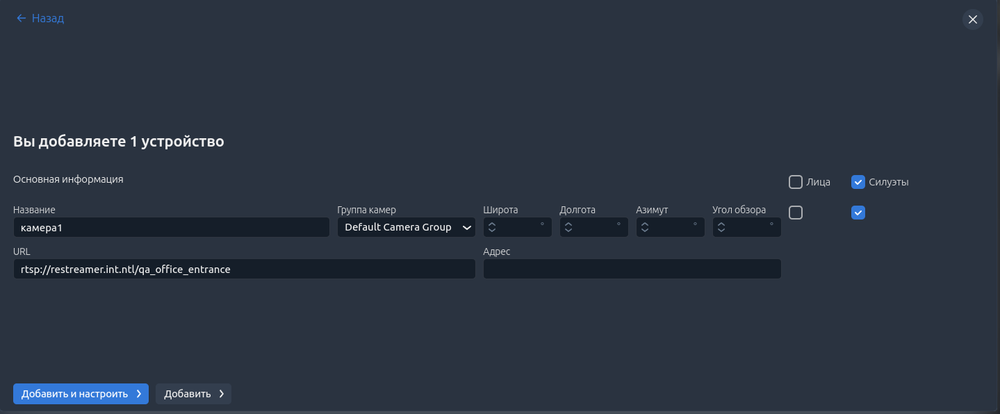 Назад
Вы добавляете 1 устройство
Основная информация
Лица
Силуэты
Название
Группа камер
Широта
Долгота
Азимут
Угол обзора
камера1
Default Camera Group
°
°
°
°
URL
Адрес
rtsp://restreamer.int.ntl/qa_office_entrance
Добавить и настроить
Добавить